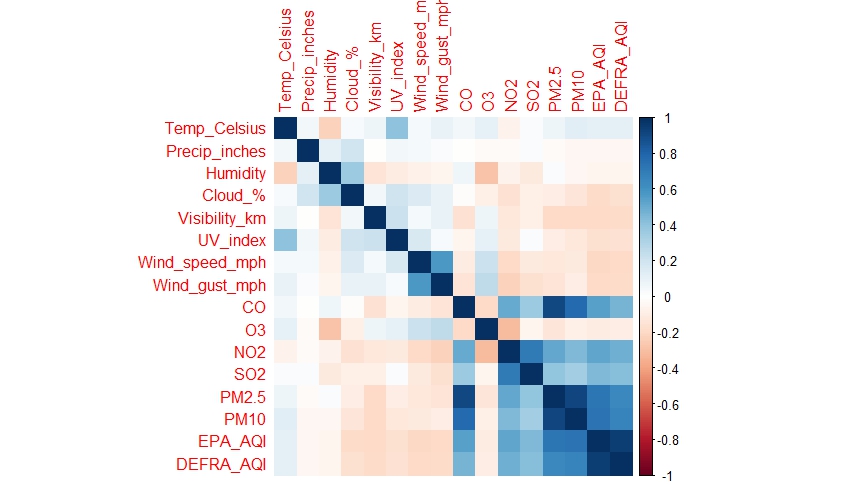 Temp_Celsius
Precip_inches
Humidity
Cloud_%
Visibility_km
UV_index
Wind_speed_m
Wind_gust_mph
CO
O3
NO2
SO2
PM2.5
PM10
EPA_AQI
DEFRA_AQI
Temp_Celsius
Precip_inches
Humidity
Cloud_%
Visibility_km
UV_index
Wind_speed_mph
Wind_gust_mph
CO
O3
NO2
SO2
PM2.5
PM10
EPA_AQI
DEFRA_AQI
1
0.8
0.6
0.4
0.2
0
-0.2
-0.4
-0.6
-0.8
-1